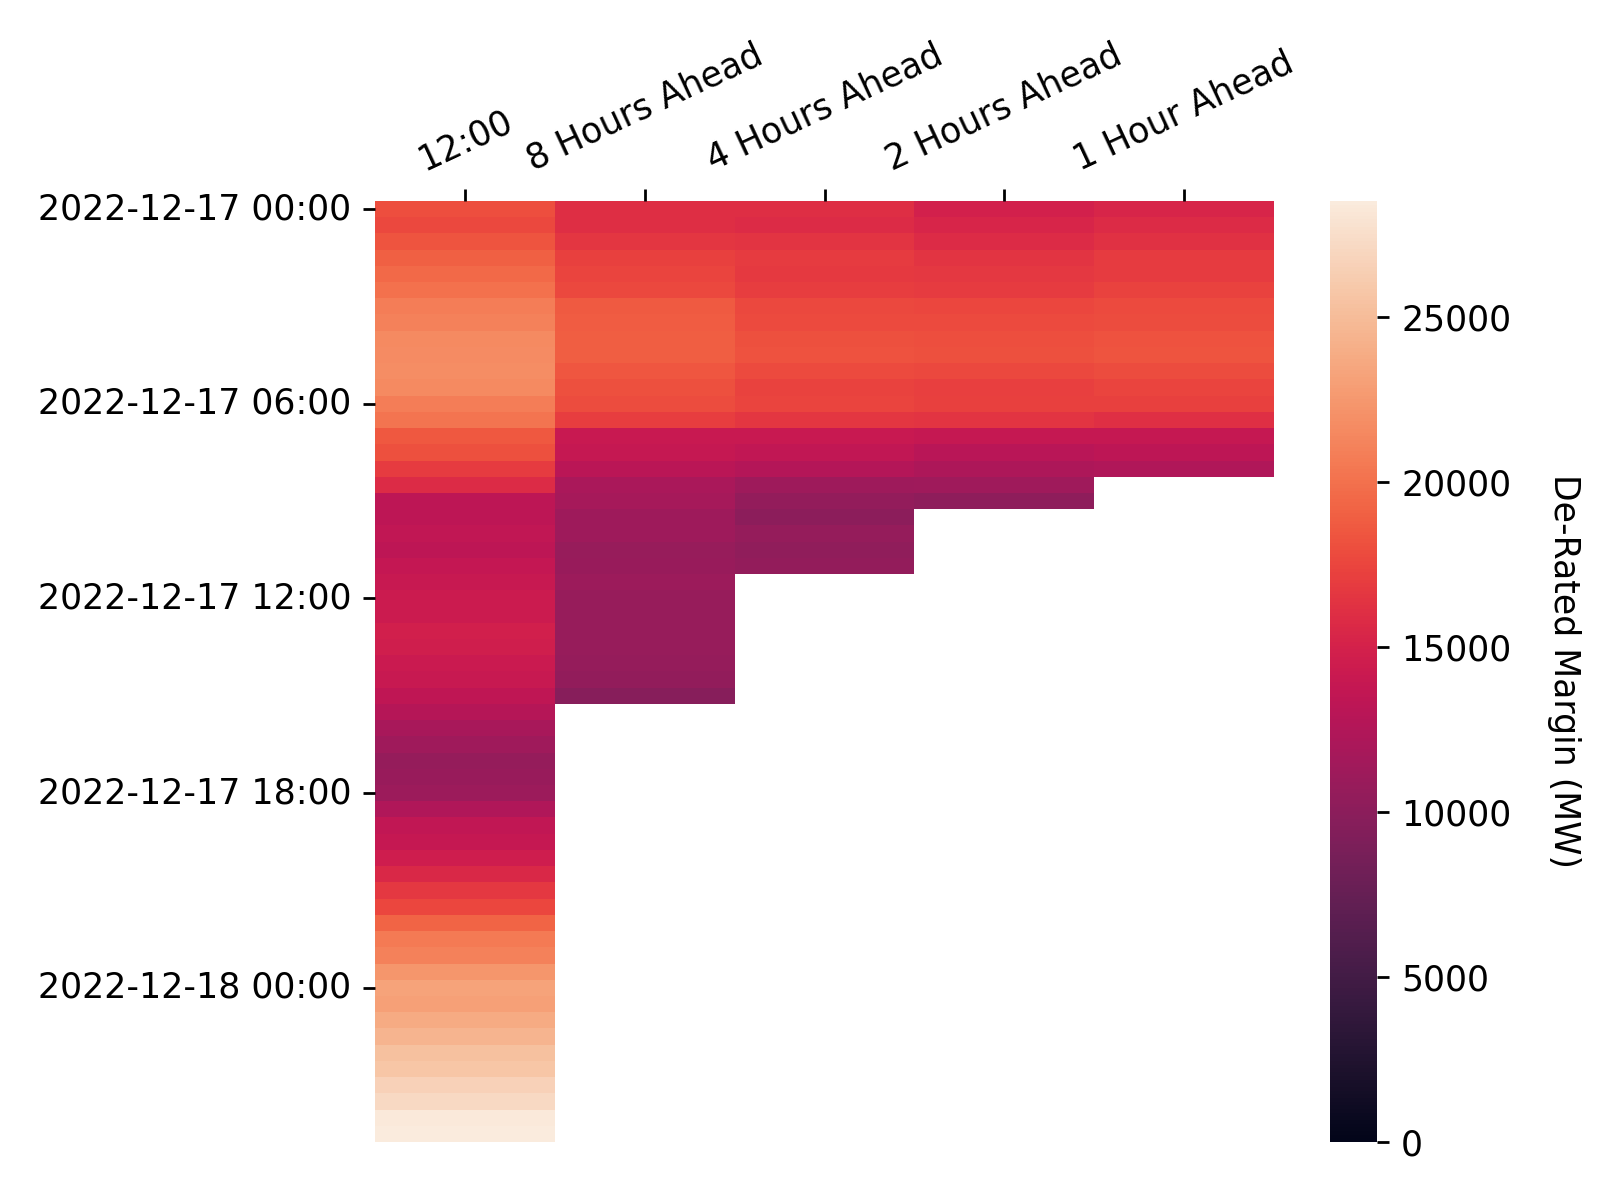 12:00
8 Hours Ahead
4 Hours Ahead
2 Hours Ahead
1 Hour Ahead
2022-12-17 00:00
2022-12-17 06:00
2022-12-17 12:00
2022-12-17 18:00
2022-12-18 00:00
25000
20000
15000
10000
5000
0
De-Rated Margin (MW)